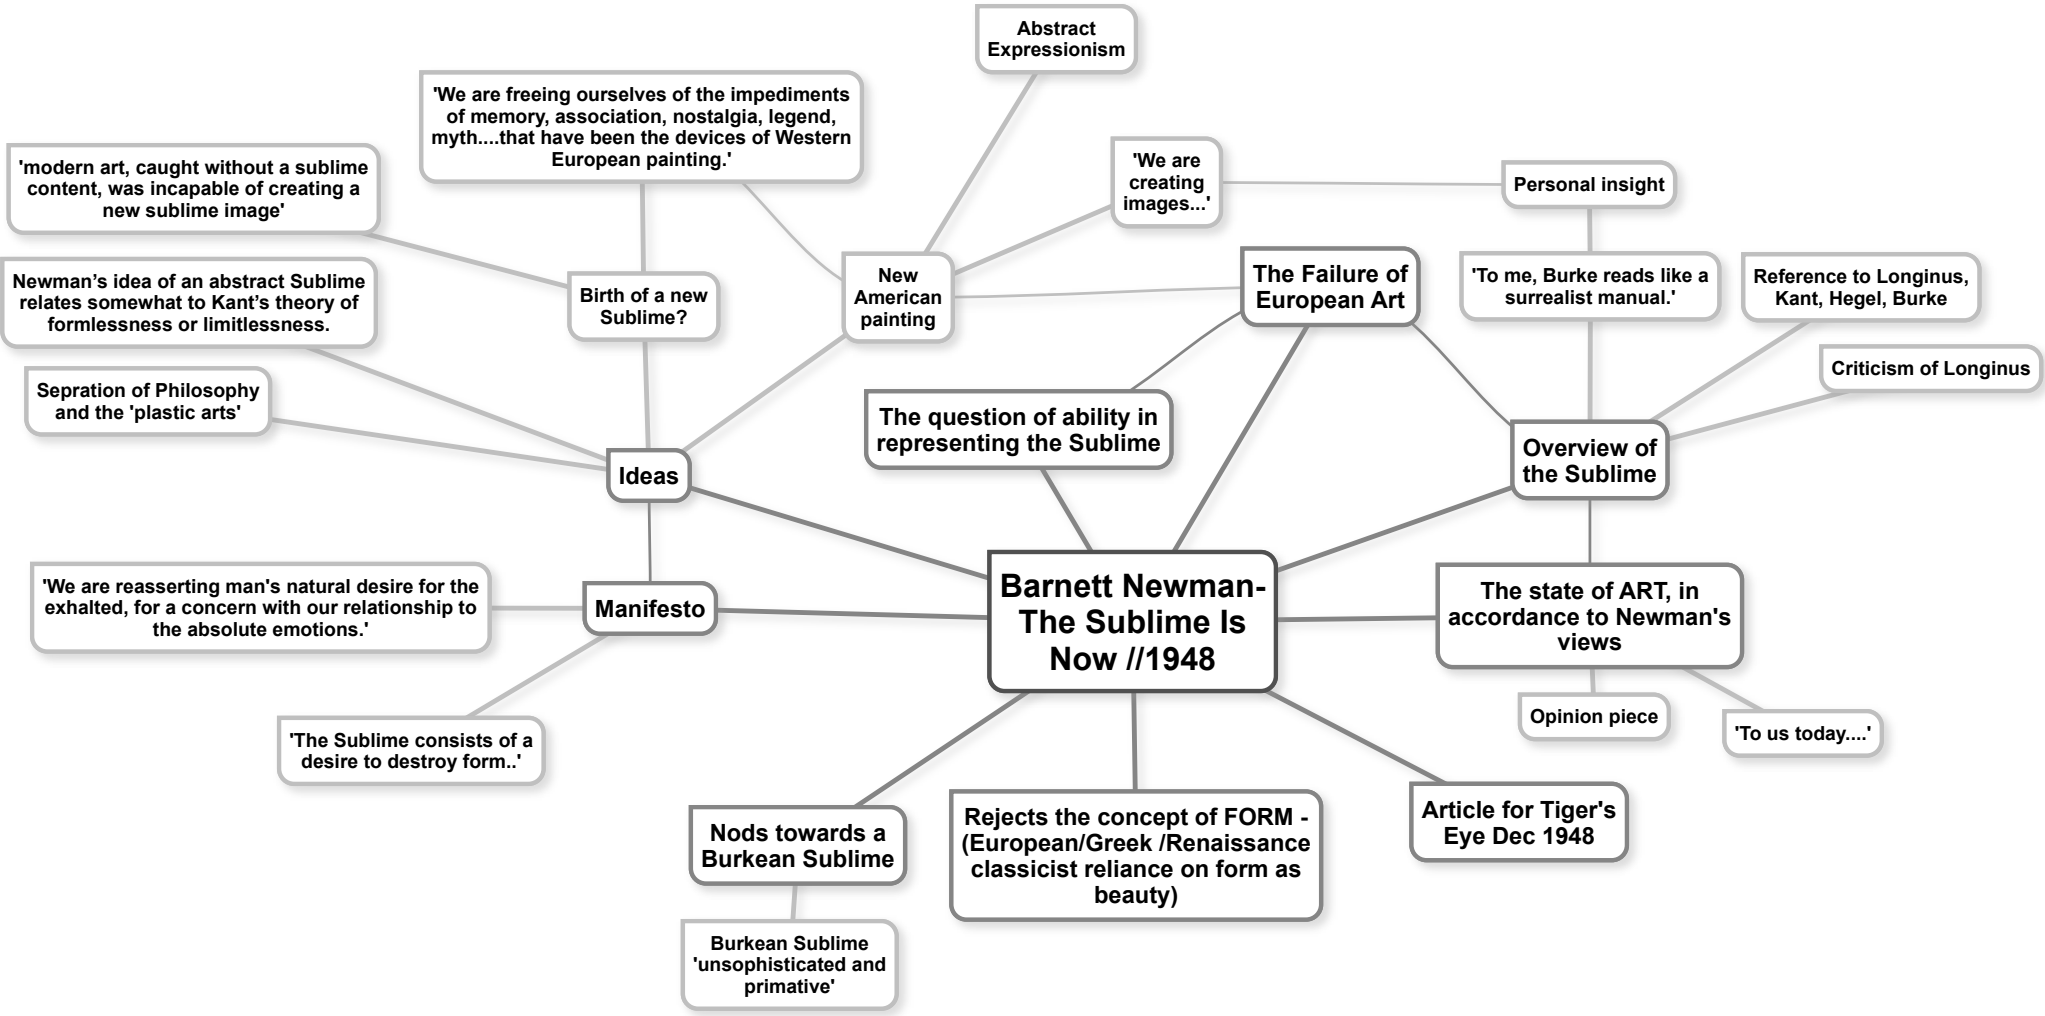 Abstract
Expressionism
'We are freeing ourselves of the impediments
of memory, association, nostalgia, legend,
myth....that have been the devices of Western
European painting.'
'modern art, caught without a sublime
content, was incapable of creating a
new sublime image'
'We are
creating
images...'
Personal insight
Newman’s idea of an abstract Sublime
relates somewhat to Kant’s theory of
formlessness or limitlessness.
Birth of a new
Sublime?
New
American
painting
The Failure of
European Art
'To me, Burke reads like a
surrealist manual.'
Reference to Longinus,
Kant, Hegel, Burke
Criticism of Longinus
Sepration of Philosophy
and the 'plastic arts'
The question of ability in
representing the Sublime
Ideas
Overview of
the Sublime
'We are reasserting man's natural desire for the
exhalted, for a concern with our relationship to
the absolute emotions.'
Manifesto
Barnett Newman-
The Sublime Is
Now //1948
The state of ART, in
accordance to Newman's
views
Opinion piece
'To us today....'
'The Sublime consists of a
desire to destroy form..'
Nods towards a
Burkean Sublime
Rejects the concept of FORM -
(European/Greek /Renaissance
classicist reliance on form as
beauty)
Article for Tiger's
Eye Dec 1948
Burkean Sublime
'unsophisticated and
primative'